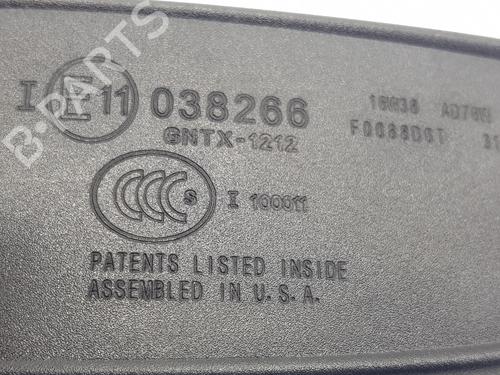 B-PARTS
I E11 038266
GNTX-1212
CCC S I 100011
PATENTS LISTED INSIDE
ASSEMBLED IN U.S.A.